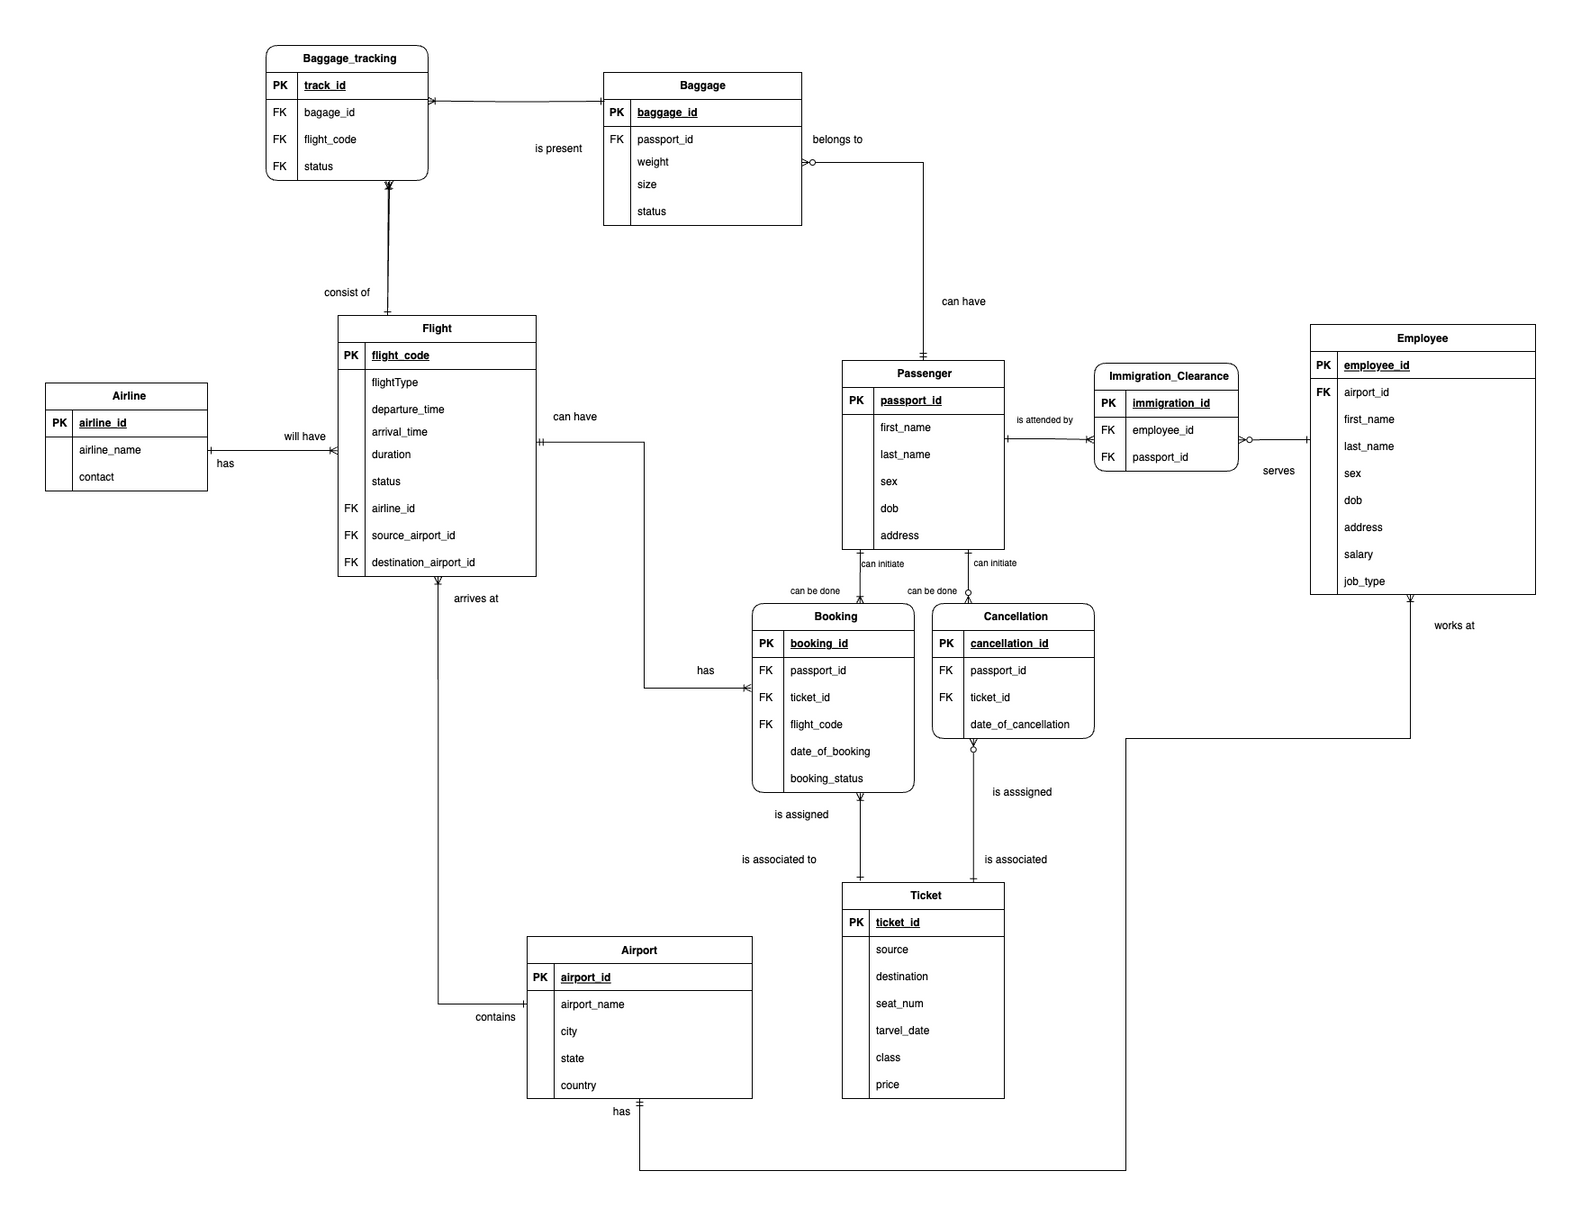 Baggage_tracking
PK track_id
FK bagage_id
FK flight_code
FK status
Baggage
PK baggage_id
FK passport_id
weight
size
status
is present
belongs to
can have
consist of
Flight
PK flight_code
flightType
departure_time
arrival_time
duration
status
FK airline_id
FK source_airport_id
FK destination_airport_id
Airline
PK airline_id
airline_name
contact
has
will have
can have
has
arrives at
contains
Passenger
PK passport_id
first_name
last_name
sex
dob
address
is attended by
Immigration_Clearance
PK immigration_id
FK employee_id
FK passport_id
serves
Employee
PK employee_id
FK airport_id
first_name
last_name
sex
dob
address
salary
job_type
works at
can initiate
can initiate
can be done
can be done
Booking
PK booking_id
FK passport_id
FK ticket_id
FK flight_code
date_of_booking
booking_status
Cancellation
PK cancellation_id
FK passport_id
FK ticket_id
date_of_cancellation
is assigned
is asssigned
is associated to
is associated
Ticket
PK ticket_id
source
destination
seat_num
tarvel_date
class
price
Airport
PK airport_id
airport_name
city
state
country
has